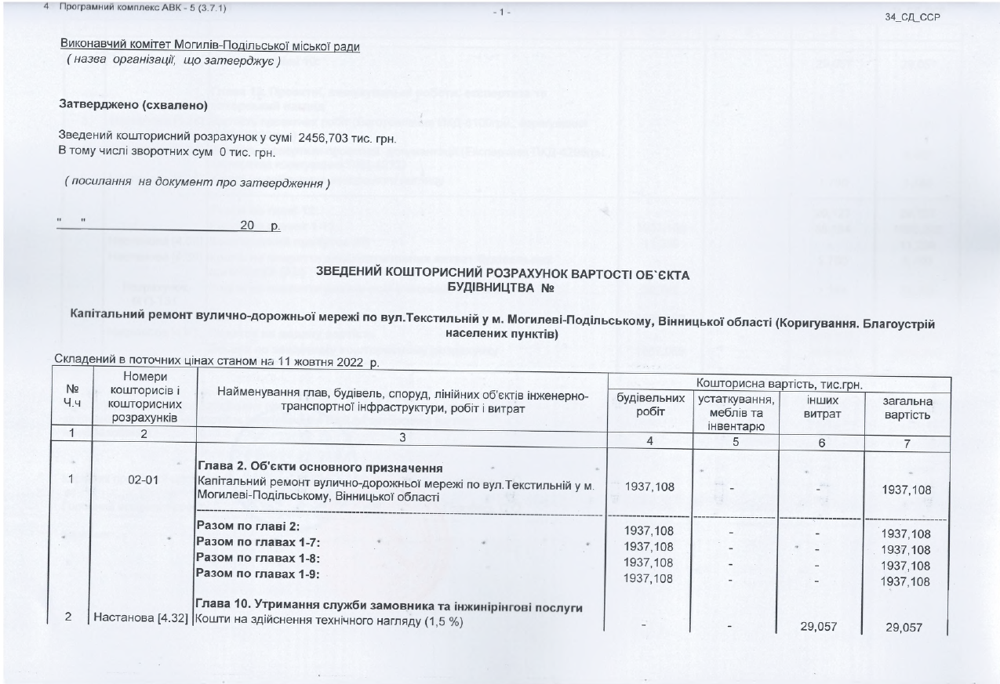 4 Програмний комплекс АВК - 5 (3.7.1)
- 1 -
34_СД_ССР
Виконавчий комітет Могилів-Подільської міської ради
( назва організації, що затверджує )
Затверджено (схвалено)
Зведений кошторисний розрахунок у сумі 2456,703 тис. грн.
В тому числі зворотних сум 0 тис. грн.
( посилання на документ про затвердження )
" " 20 р.
ЗВЕДЕНИЙ КОШТОРИСНИЙ РОЗРАХУНОК ВАРТОСТІ ОБ`ЄКТА
БУДІВНИЦТВА №
Капітальний ремонт вулично-дорожньої мережі по вул.Текстильній у м. Могилеві-Подільському, Вінницької області (Коригування. Благоустрій
населених пунктів)
Складений в поточних цінах станом на 11 жовтня 2022 р.
№
Ч.ч
Номери
кошторисів і
кошторисних
розрахунків
Найменування глав, будівель, споруд, лінійних об'єктів інженерно-
транспортної інфраструктури, робіт і витрат
Кошторисна вартість, тис.грн.
будівельних
робіт
устаткування,
меблів та
інвентарю
інших
витрат
загальна
вартість
1 2 3 4 5 6 7
Глава 2. Об'єкти основного призначення
1 02-01 Капітальний ремонт вулично-дорожньої мережі по вул.Текстильній у м. 1937,108 - - 1937,108
Могилеві-Подільському, Вінницької області
Разом по главі 2: 1937,108 - - 1937,108
Разом по главах 1-7: 1937,108 - - 1937,108
Разом по главах 1-8: 1937,108 - - 1937,108
Разом по главах 1-9: 1937,108 - - 1937,108
Глава 10. Утримання служби замовника та інжинірінгові послуги
2 Настанова [4.32] Кошти на здійснення технічного нагляду (1,5 %) - - 29,057 29,057